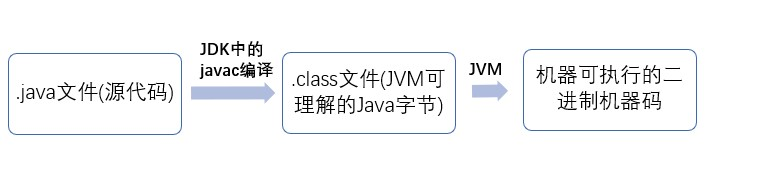 .java文件(源代码)
JDK中的
javac编译
.class文件(JVM可
理解的Java字节)
JVM
机器可执行的二
进制机器码